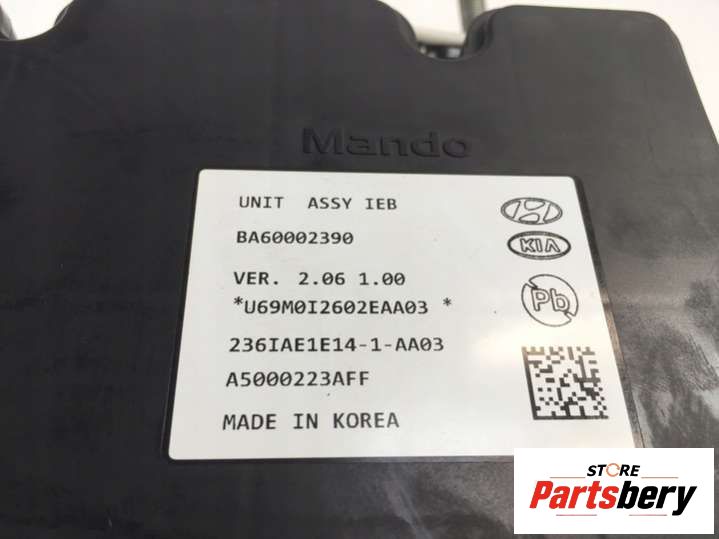 Mando
UNIT ASSY IEB
BA60002390
KIA
VER. 2.06 1.00
Pb
*U69M0I2602EAA03 *
236IAE1E14-1-AA03
A5000223AFF
MADE IN KOREA
STORE
Partsbery